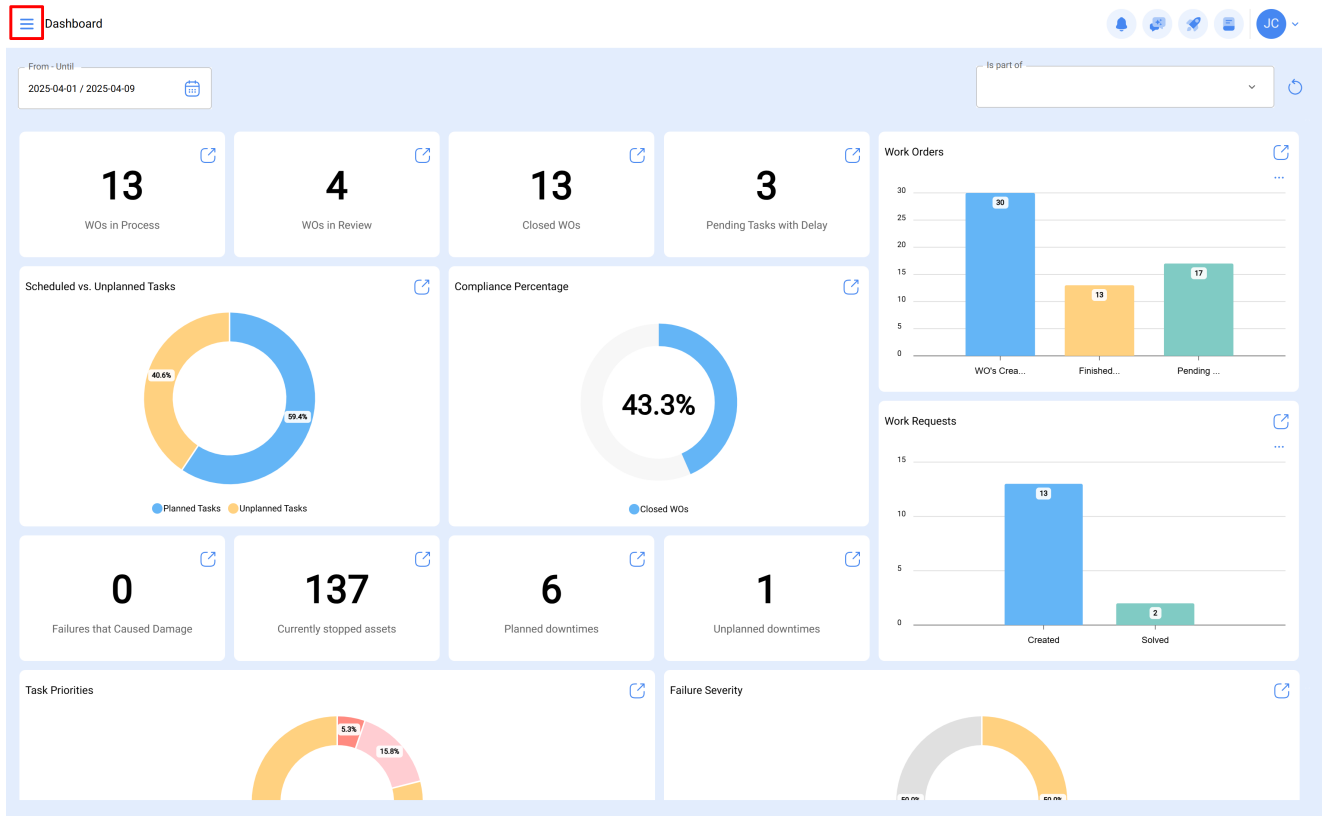 Dashboard
JC
From - Until
2025-04-01 / 2025-04-09
Is part of
13
WOs in Process
4
WOs in Review
13
Closed WOs
3
Pending Tasks with Delay
Work Orders
...
30
25
20
15
10
5
0
30
13
17
WO's Crea...
Finished...
Pending ...
Scheduled vs. Unplanned Tasks
40.6%
59.4%
Planned Tasks
Unplanned Tasks
Compliance Percentage
43.3%
Closed WOs
Work Requests
...
15
10
5
0
13
2
Created
Solved
0
Failures that Caused Damage
137
Currently stopped assets
6
Planned downtimes
1
Unplanned downtimes
Task Priorities
5.3%
15.8%
Failure Severity
50.0%
50.0%